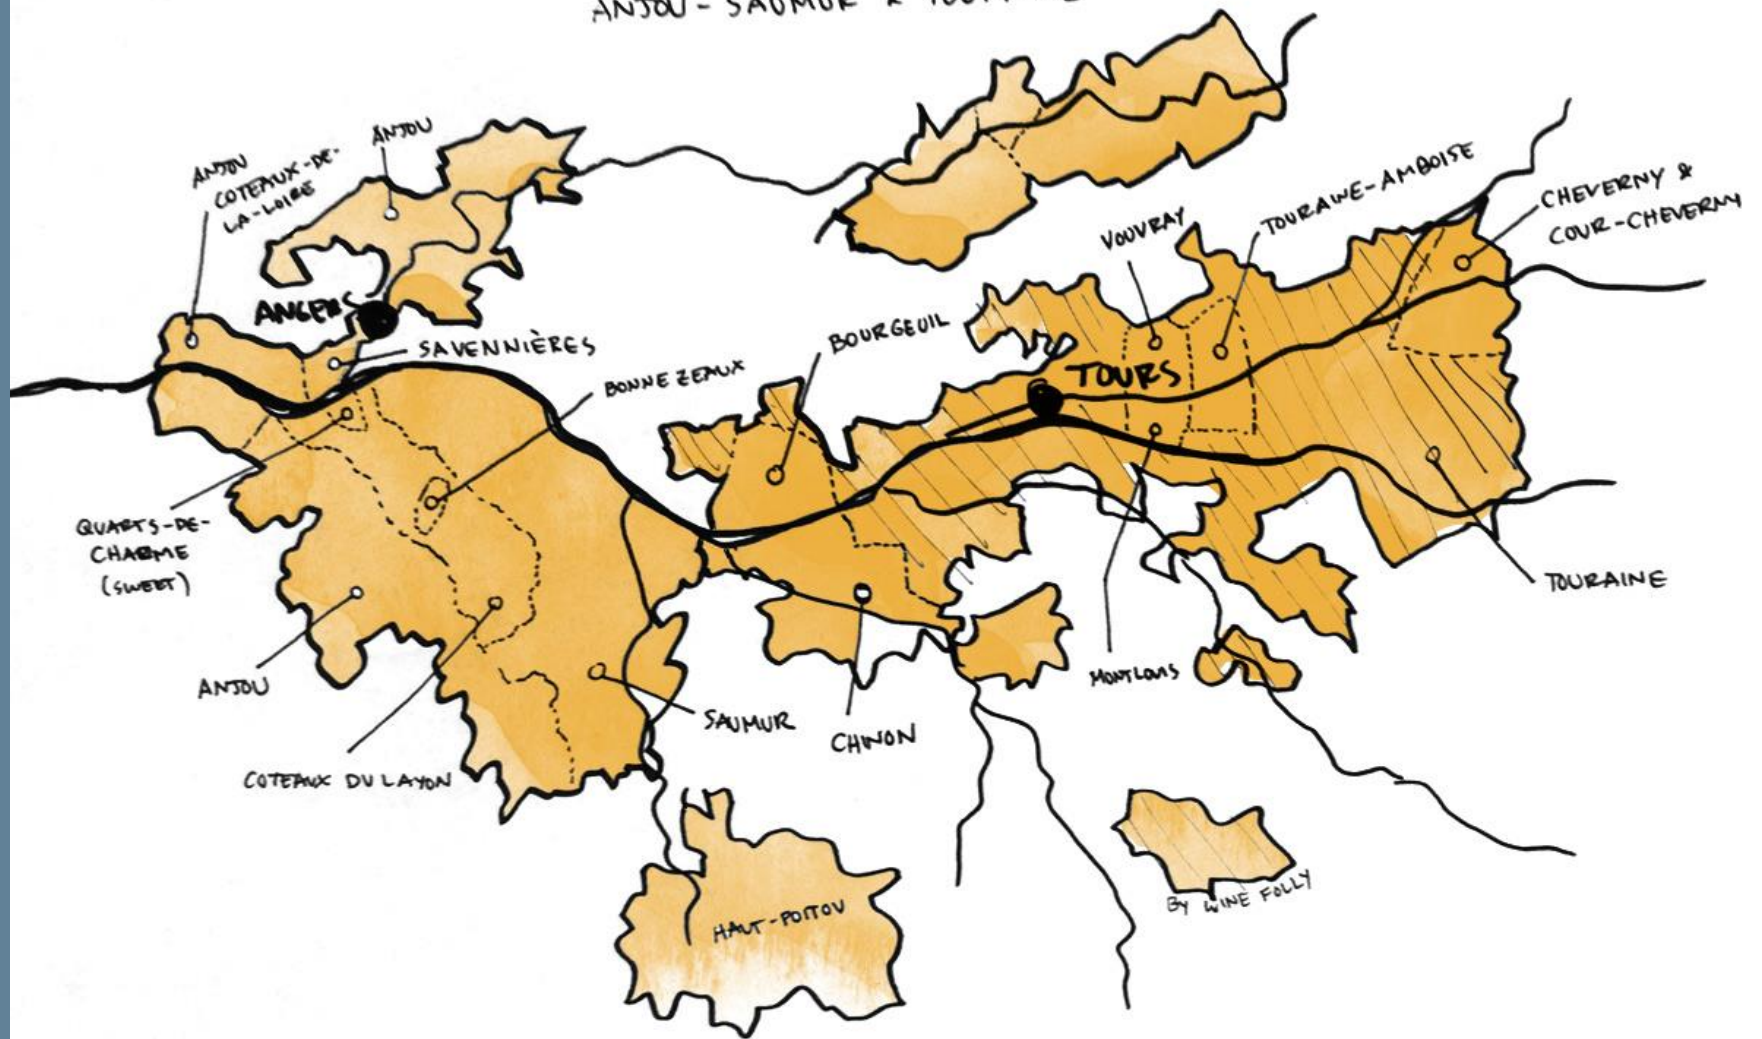 ANJOU - SAUMUR &
ANJOU
ANJOU
COTEAUX-DE-
LA-LOIRE
ANGERS
SAVENNIÈRES
BONNEZEAUX
BOURGEUIL
VOUVRAY
TOURAINE-AMBOISE
CHEVERNY &
COUR-CHEVERNY
TOURS
QUARTS-DE-
CHARME
(SWEET)
ANJOU
COTEAUX DU LAYON
SAUMUR
CHINON
MONTLOUIS
TOURAINE
HAUT-POITOU
By WINE FOLLY